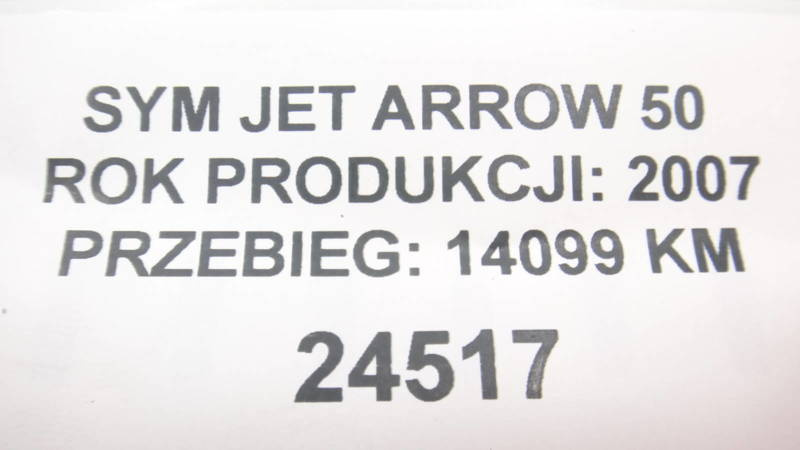 SYM JET ARROW 50
ROK PRODUKCJI: 2007
PRZEBIEG: 14099 KM
24517